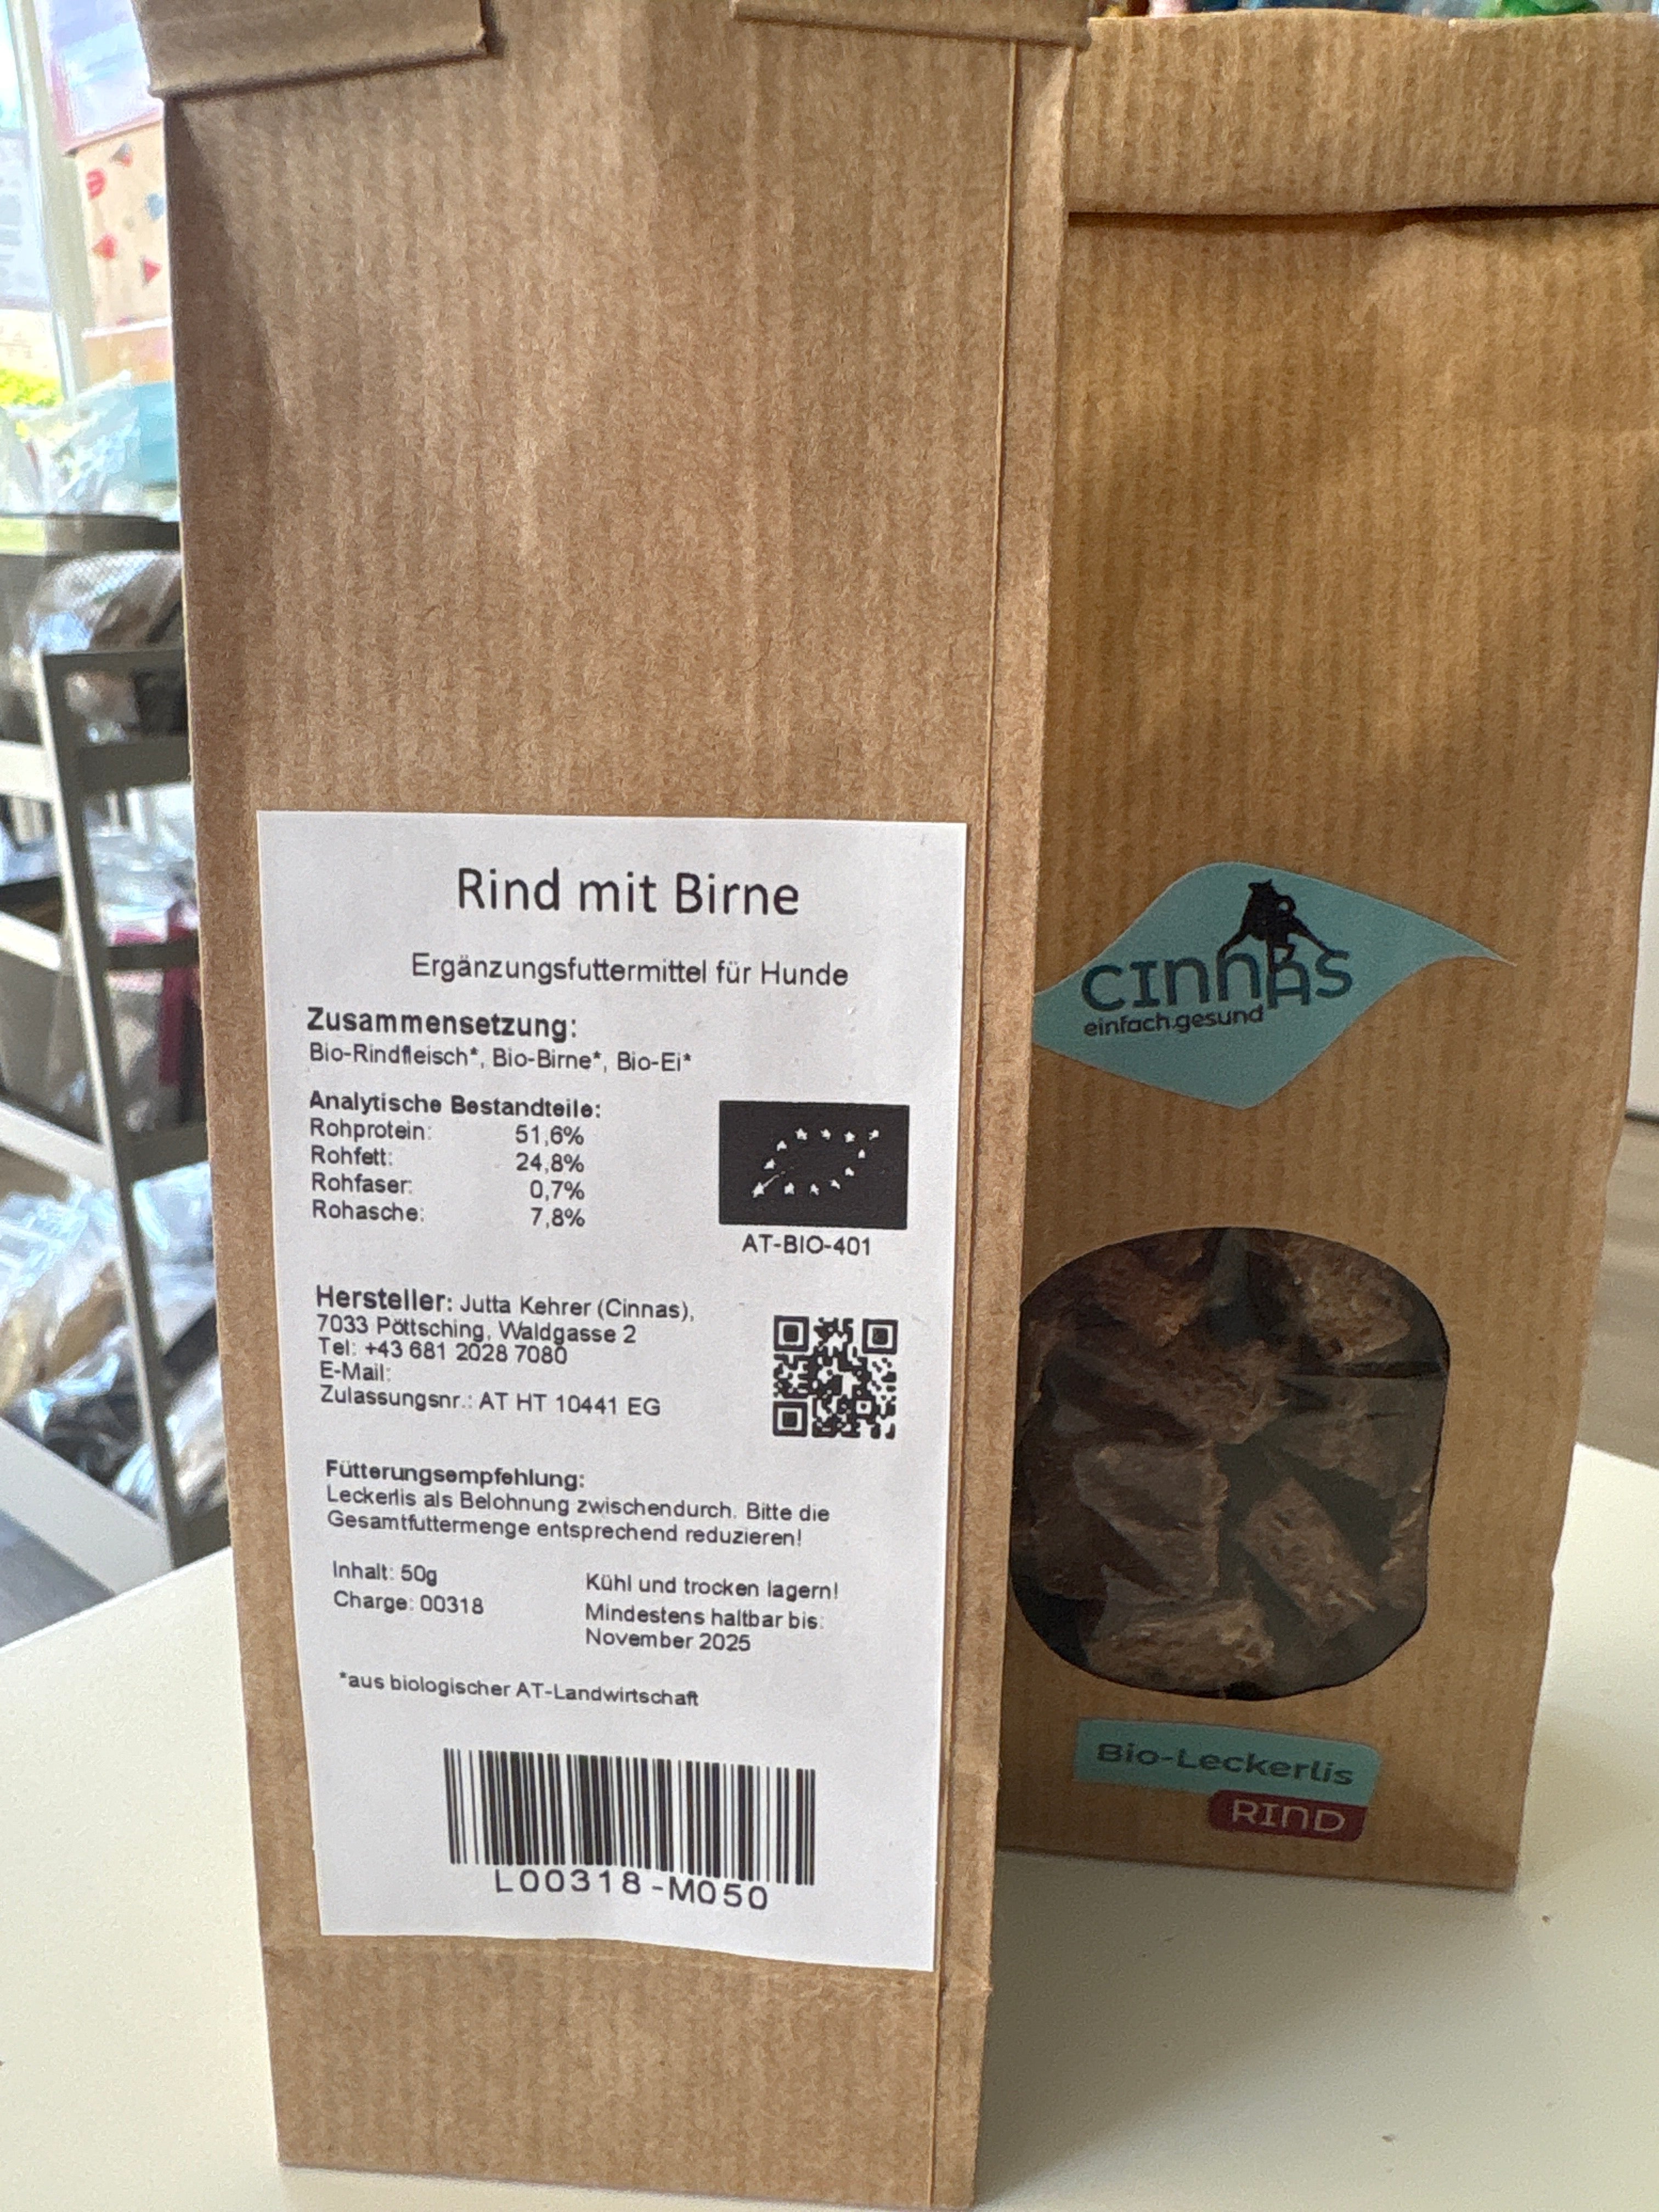 Rind mit Birne
Ergänzungsfuttermittel für Hunde
Zusammensetzung:
Bio-Rindfleisch*, Bio-Birne*, Bio-Ei*
Analytische Bestandteile:
Rohprotein: 51,6%
Rohfett: 24,8%
Rohfaser: 0,7%
Rohasche: 7,8%
AT-BIO-401
Hersteller: Jutta Kehrer (Cinnas),
7033 Pöttsching, Waldgasse 2
Tel: +43 681 2028 7080
E-Mail:
Zulassungsnr.: AT HT 10441 EG
Fütterungsempfehlung:
Leckerlis als Belohnung zwischendurch. Bitte die
Gesamtfuttermenge entsprechend reduzieren!
Inhalt: 50g
Charge: 00318
Kühl und trocken lagern!
Mindestens haltbar bis:
November 2025
*aus biologischer AT-Landwirtschaft
L00318-M050
cinnas
einfach.gesund
Bio-Leckerlis
RIND